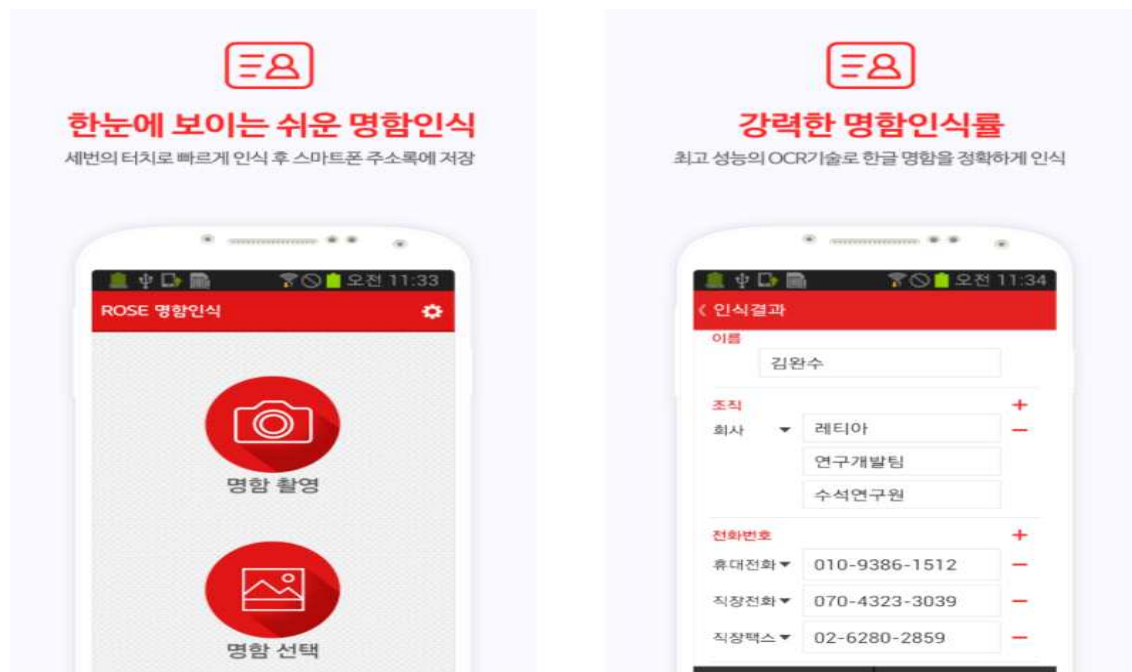 한눈에 보이는 쉬운 명함인식
세번의 터치로 빠르게 인식 후 스마트폰 주소록에 저장
오전 11:33
ROSE 명함인식
명함 촬영
명함 선택
강력한 명함인식률
최고 성능의 OCR기술로 한글 명함을 정확하게 인식
오전 11:34
인식결과
이름
김완수
조직
회사 레티아
연구개발팀
수석연구원
전화번호
휴대전화 010-9386-1512
직장전화 070-4323-3039
직장팩스 02-6280-2859